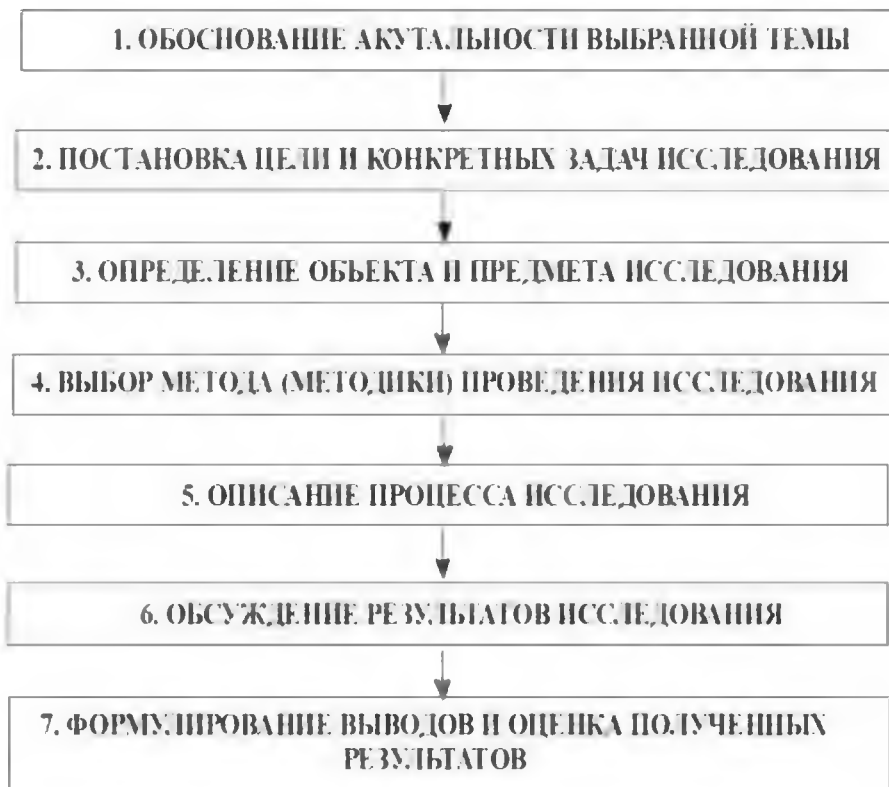 1. ОБОСНОВАНИЕ АКУТАЛЬНОСТИ ВЫБРАННОЙ ТЕМЫ
2. ПОСТАНОВКА ЦЕЛИ И КОНКРЕТНЫХ ЗАДАЧ ИССЛЕДОВАНИЯ
3. ОПРЕДЕЛЕНИЕ ОБЪЕКТА И ПРЕДМЕТА ИССЛЕДОВАНИЯ
4. ВЫБОР МЕТОДА (МЕТОДИКИ) ПРОВЕДЕНИЯ ИССЛЕДОВАНИЯ
5. ОПИСАНИЕ ПРОЦЕССА ИССЛЕДОВАНИЯ
6. ОБСУЖДЕНИЕ РЕЗУЛЬТАТОВ ИССЛЕДОВАНИЯ
7. ФОРМУЛИРОВАНИЕ ВЫВОДОВ И ОЦЕНКА ПОЛУЧЕННЫХ
РЕЗУЛЬТАТОВ